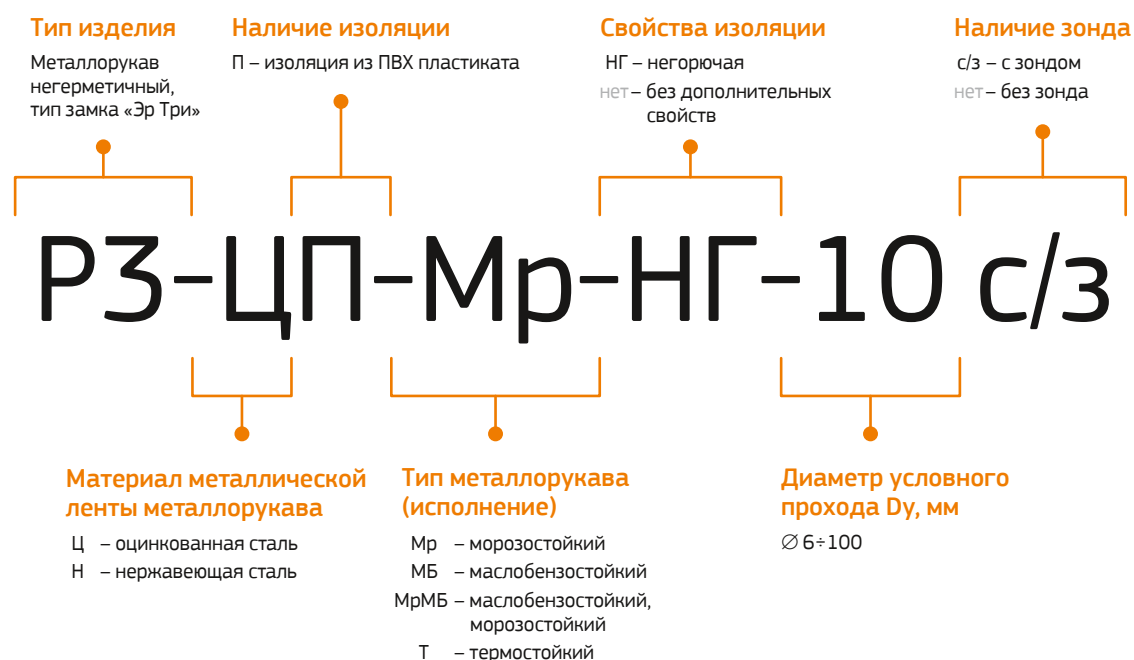 Тип изделия
Металлорукав
негерметичный,
тип замка «Эр Три»
Наличие изоляции
П – изоляция из ПВХ пластиката
Свойства изоляции
НГ – негорючая
нет – без дополнительных
свойств
Наличие зонда
с/з – с зондом
нет – без зонда
РЗ-ЦП-Мр-НГ-10 с/з
Материал металлической
ленты металлорукава
Ц – оцинкованная сталь
Н – нержавеющая сталь
Тип металлорукава
(исполнение)
Мр – морозостойкий
МБ – маслобензостойкий
МрМБ – маслобензостойкий,
морозостойкий
Т – термостойкий
Диаметр условного
прохода Dу, мм
∅ 6÷100